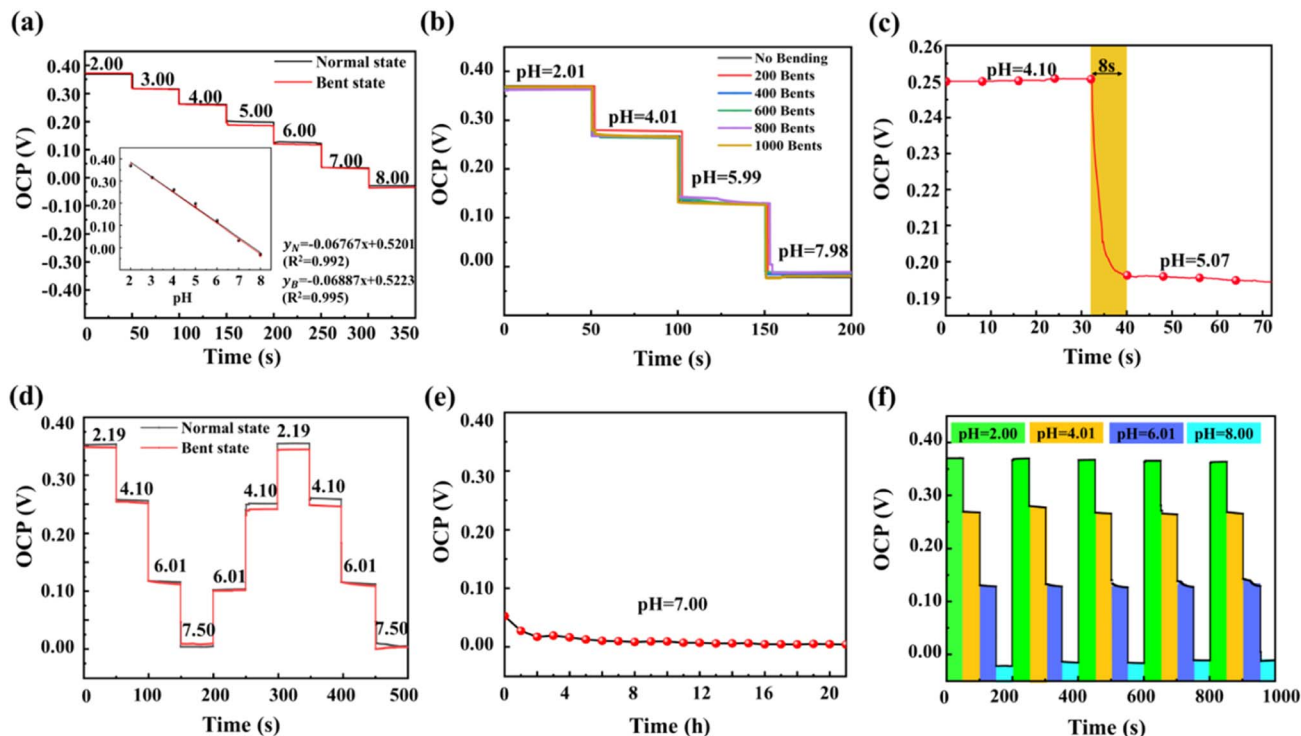 (a)
OCP (V)
0.40
0.30
0.20
0.10
0.00
-0.10
-0.20
-0.30
-0.40
2.00
3.00
4.00
5.00
6.00
7.00
8.00
Normal state
Bent state
0.40
0.30
0.20
0.10
0.00
2 3 4 5 6 7 8
pH
yN=-0.06767x+0.5201
(R²=0.992)
yB=-0.06887x+0.5223
(R²=0.995)
0 50 100 150 200 250 300 350
Time (s)
(b)
OCP (V)
0.40
0.30
0.20
0.10
0.00
pH=2.01
pH=4.01
pH=5.99
pH=7.98
No Bending
200 Bents
400 Bents
600 Bents
800 Bents
1000 Bents
0 50 100 150 200
Time (s)
(c)
OCP (V)
0.26
0.25
0.22
0.21
0.20
0.19
pH=4.10
8s
pH=5.07
0 10 20 30 40 50 60 70
Time (s)
(d)
OCP (V)
0.40
0.30
0.20
0.10
0.00
Normal state
Bent state
2.19
4.10
6.01
7.50
6.01
4.10
2.19
4.10
6.01
7.50
0 100 200 300 400 500
Time (s)
(e)
OCP (V)
0.40
0.30
0.20
0.10
0.00
pH=7.00
0 4 8 12 16 20
Time (h)
(f)
OCP (V)
0.40
0.30
0.20
0.10
0.00
pH=2.00 pH=4.01 pH=6.01 pH=8.00
0 200 400 600 800 1000
Time (s)